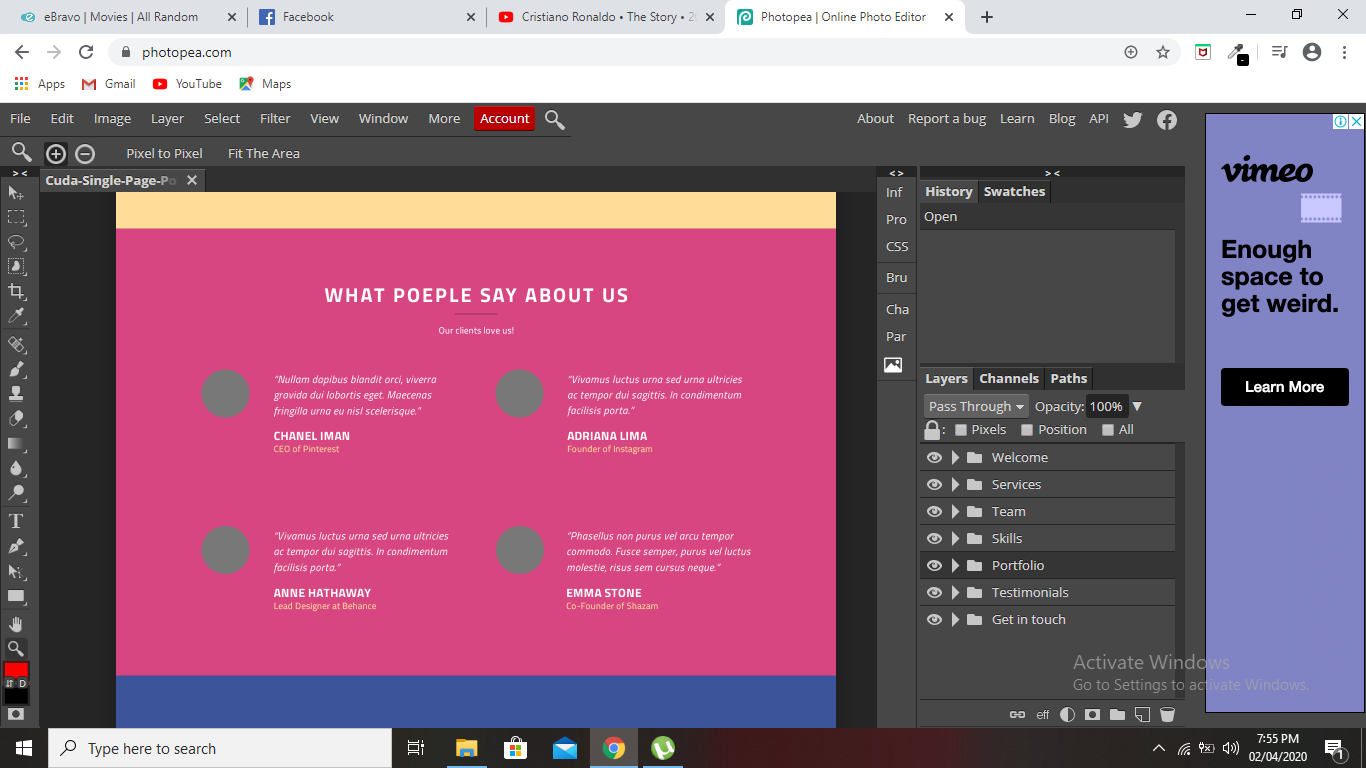 eBravo | Movies | All Random
Facebook
Cristiano Ronaldo • The Story • 2
Photopea | Online Photo Editor
photopea.com
Apps
Gmail
YouTube
Maps
File Edit Image Layer Select Filter View Window More Account
About Report a bug Learn Blog API
Pixel to Pixel Fit The Area
Cuda-Single-Page-Po
> <
< >
> <
Inf
Pro
CSS
Bru
Cha
Par
History Swatches
Open
Layers Channels Paths
Pass Through Opacity: 100%
: Pixels Position All
Welcome
Services
Team
Skills
Portfolio
Testimonials
Get in touch
eff
WHAT POEPLE SAY ABOUT US
Our clients love us!
“Nullam dapibus blandit orci, viverra
gravida dui lobortis eget. Maecenas
fringilla urna eu nisl scelerisque.”
CHANEL IMAN
CEO of Pinterest
“Vivamus luctus urna sed urna ultricies
ac tempor dui sagittis. In condimentum
facilisis porta.”
ADRIANA LIMA
Founder of Instagram
“Vivamus luctus urna sed urna ultricies
ac tempor dui sagittis. In condimentum
facilisis porta.”
ANNE HATHAWAY
Lead Designer at Behance
“Phasellus non purus vel arcu tempor
commodo. Fusce semper, purus vel luctus
molestie, risus sem cursus neque.”
EMMA STONE
Co-Founder of Shazam
D
vimeo
Enough
space to
get weird.
Learn More
Activate Windows
Go to Settings to activate Windows.
Type here to search
7:55 PM
02/04/2020
1